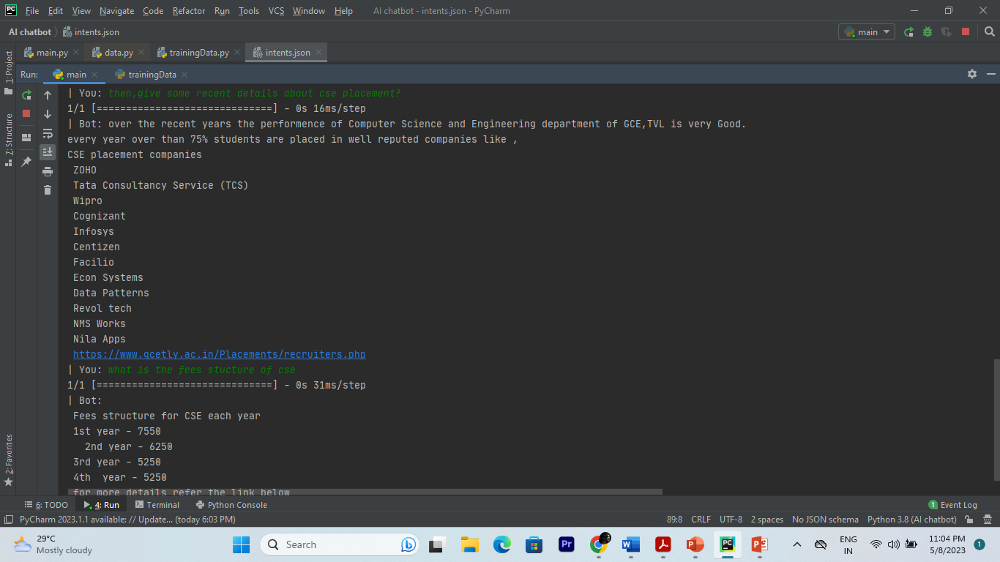 File Edit View Navigate Code Refactor Run Tools VCS Window Help AI chatbot - intents.json - PyCharm
AI chatbot intents.json main
main.py data.py trainingData.py intents.json
Run: main trainingData
1: Project
7: Structure
2: Favorites
| You: then,give some recent details about cse placement?
1/1 [==============================] - 0s 16ms/step
| Bot: over the recent years the performence of Computer Science and Engineering department of GCE,TVL is very Good.
every year over than 75% students are placed in well reputed companies like ,
CSE placement companies
ZOHO
Tata Consultancy Service (TCS)
Wipro
Cognizant
Infosys
Centizen
Facilio
Econ Systems
Data Patterns
Revol tech
NMS Works
Nila Apps
https://www.gcetly.ac.in/Placements/recruiters.php
| You: what is the fees stucture of cse
1/1 [==============================] - 0s 31ms/step
| Bot:
Fees structure for CSE each year
1st year - 7550
2nd year - 6250
3rd year - 5250
4th  year - 5250
for more details refer the link below
6: TODO 4: Run Terminal Python Console 1 Event Log
PyCharm 2023.1.1 available: // Update... (today 6:03 PM) 89:8 CRLF UTF-8 2 spaces No JSON schema Python 3.8 (AI chatbot)
29°C
Mostly cloudy
Search
ENG
IN
11:04 PM
5/8/2023
1